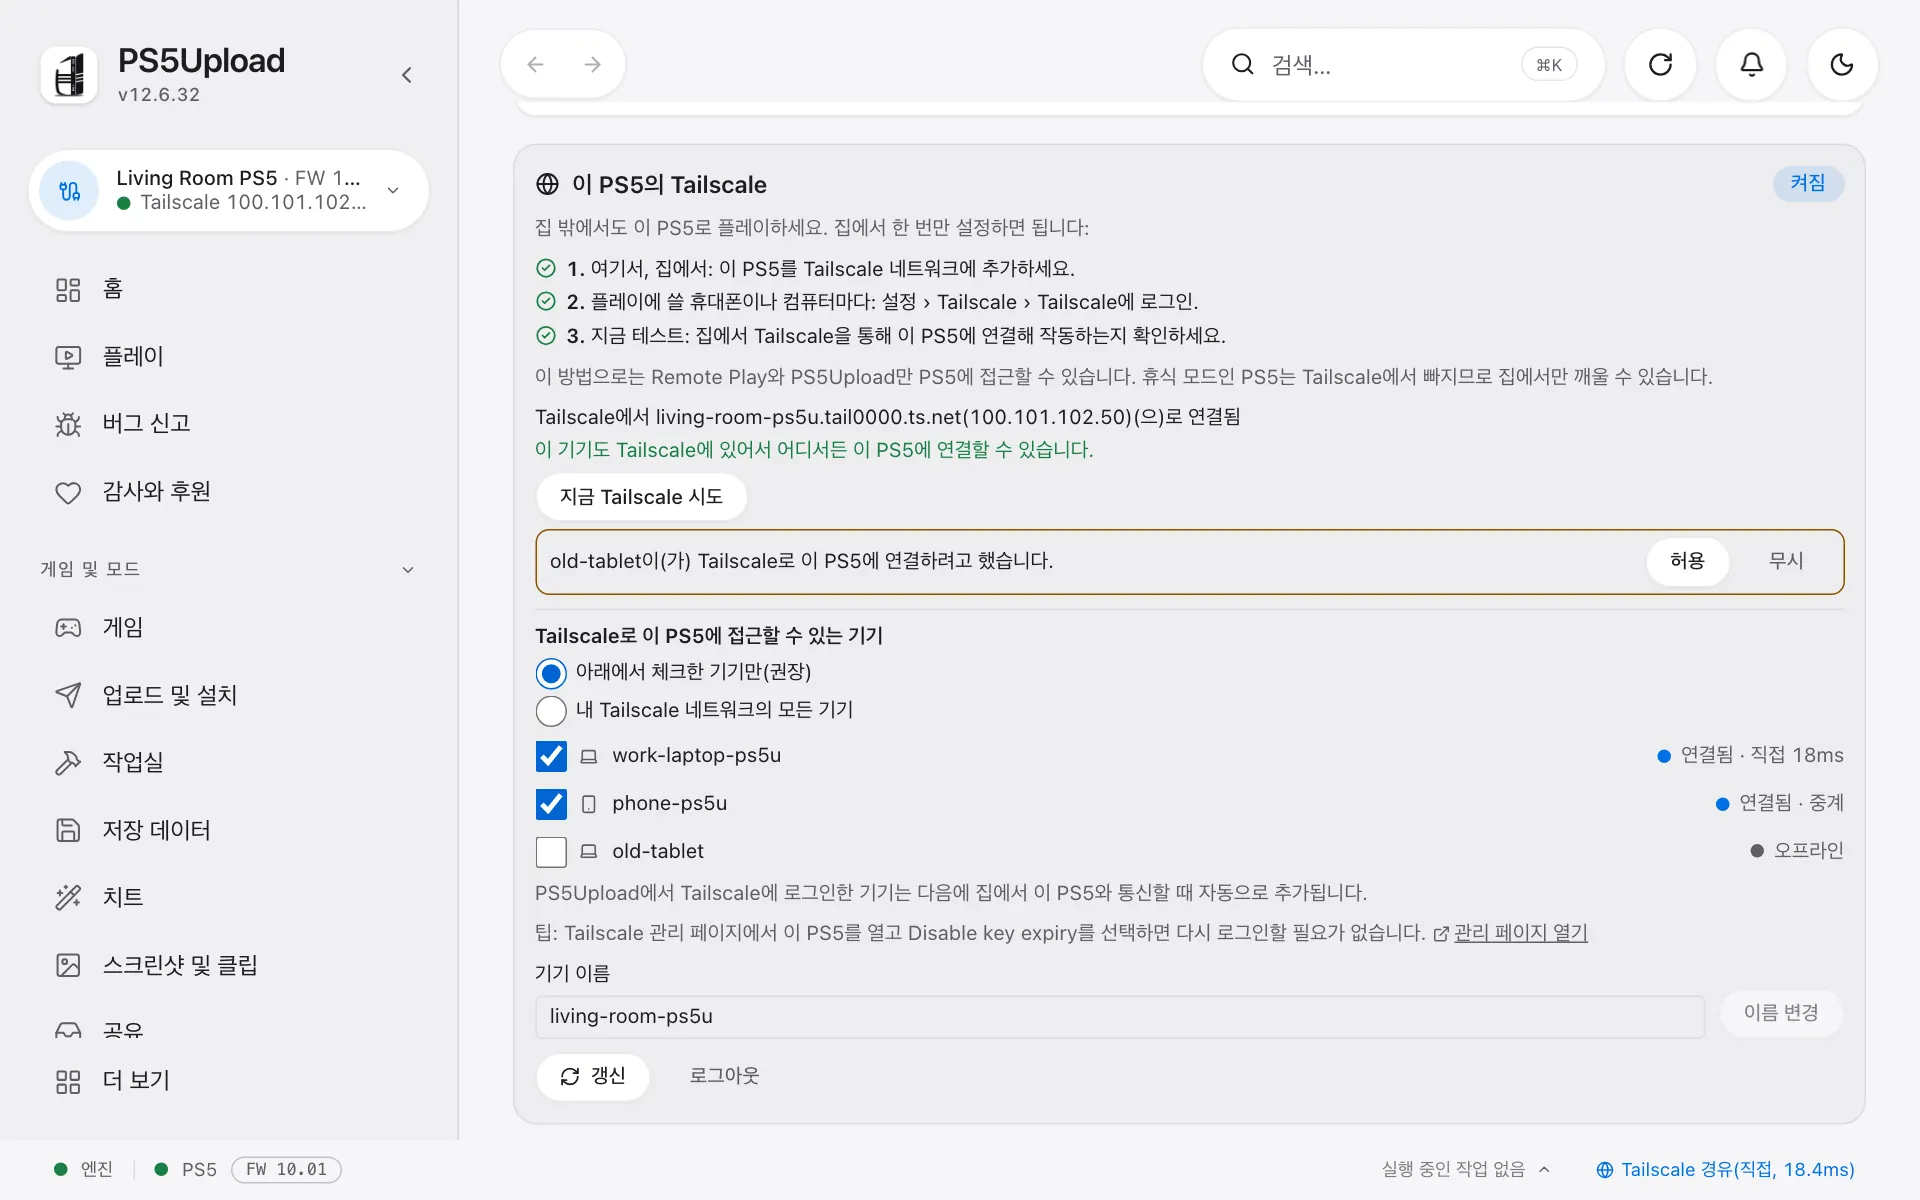 PS5Upload
v12.6.32
Living Room PS5 · FW 1...
Tailscale 100.101.102...
홈
플레이
버그 신고
감사와 후원
게임 및 모드
게임
업로드 및 설치
작업실
저장 데이터
치트
스크린샷 및 클립
공유
더 보기
검색...
⌘K
이 PS5의 Tailscale
켜짐
집 밖에서도 이 PS5로 플레이하세요. 집에서 한 번만 설정하면 됩니다:
1. 여기서, 집에서: 이 PS5를 Tailscale 네트워크에 추가하세요.
2. 플레이에 쓸 휴대폰이나 컴퓨터마다: 설정 › Tailscale › Tailscale에 로그인.
3. 지금 테스트: 집에서 Tailscale을 통해 이 PS5에 연결해 작동하는지 확인하세요.
이 방법으로는 Remote Play와 PS5Upload만 PS5에 접근할 수 있습니다. 휴식 모드인 PS5는 Tailscale에서 빠지므로 집에서만 깨울 수 있습니다.
Tailscale에서 living-room-ps5u.tail0000.ts.net(100.101.102.50)(으)로 연결됨
이 기기도 Tailscale에 있어서 어디서든 이 PS5에 연결할 수 있습니다.
지금 Tailscale 시도
old-tablet이(가) Tailscale로 이 PS5에 연결하려고 했습니다.
허용
무시
Tailscale로 이 PS5에 접근할 수 있는 기기
아래에서 체크한 기기만(권장)
내 Tailscale 네트워크의 모든 기기
work-laptop-ps5u
연결됨 · 직접 18ms
phone-ps5u
연결됨 · 중계
old-tablet
오프라인
PS5Upload에서 Tailscale에 로그인한 기기는 다음에 집에서 이 PS5와 통신할 때 자동으로 추가됩니다.
팁: Tailscale 관리 페이지에서 이 PS5를 열고 Disable key expiry를 선택하면 다시 로그인할 필요가 없습니다. 관리 페이지 열기
기기 이름
living-room-ps5u
이름 변경
갱신
로그아웃
엔진
PS5
FW 10.01
실행 중인 작업 없음
Tailscale 경유(직접, 18.4ms)